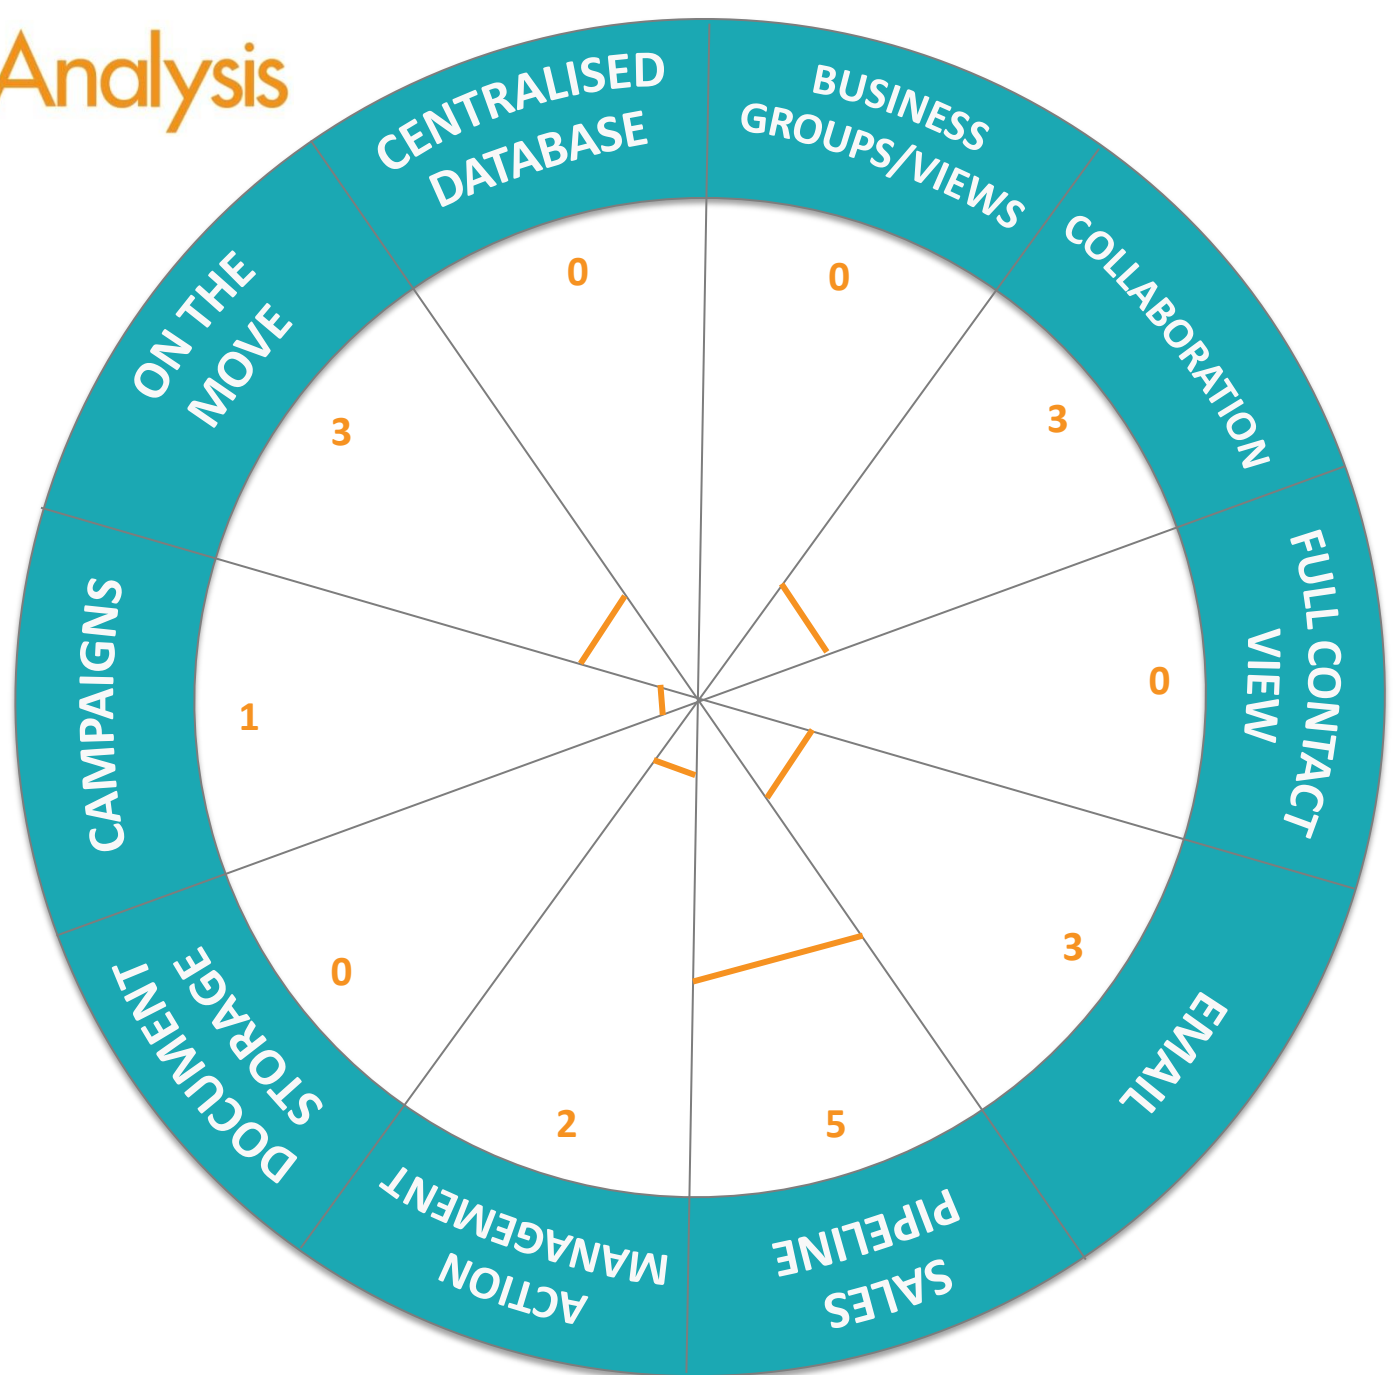 Analysis
CENTRALISED
DATABASE
0
BUSINESS
GROUPS/VIEWS
0
COLLABORATION
3
FULL CONTACT
VIEW
0
EMAIL
3
SALES
PIPELINE
5
ACTION
MANAGEMENT
2
DOCUMENT
STORAGE
0
CAMPAIGNS
1
ON THE
MOVE
3